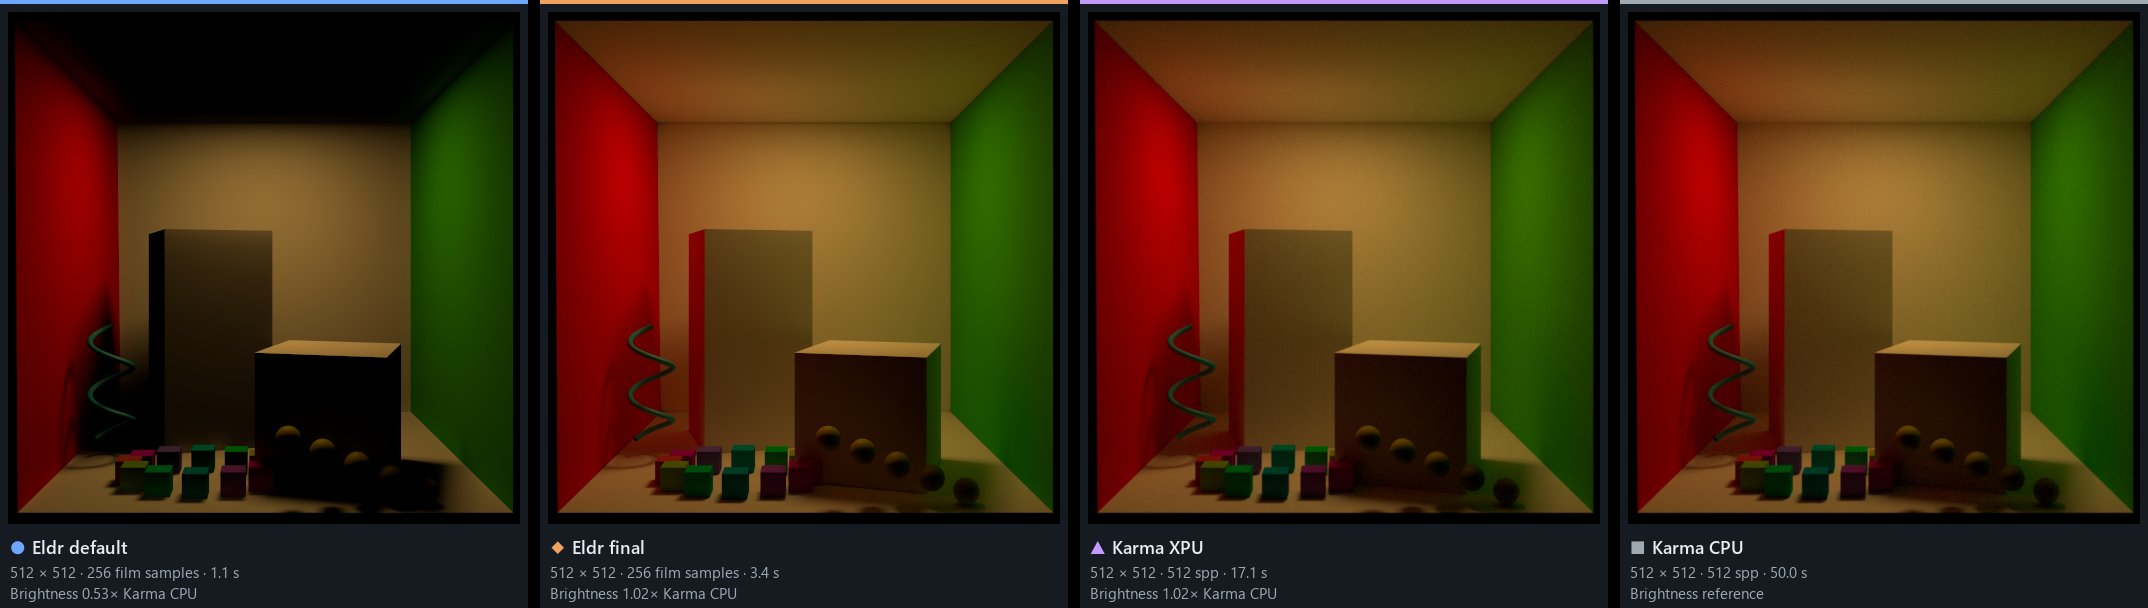 Eldr default
512 × 512 · 256 film samples · 1.1 s
Brightness 0.53× Karma CPU
Eldr final
512 × 512 · 256 film samples · 3.4 s
Brightness 1.02× Karma CPU
Karma XPU
512 × 512 · 512 spp · 17.1 s
Brightness 1.02× Karma CPU
Karma CPU
512 × 512 · 512 spp · 50.0 s
Brightness reference